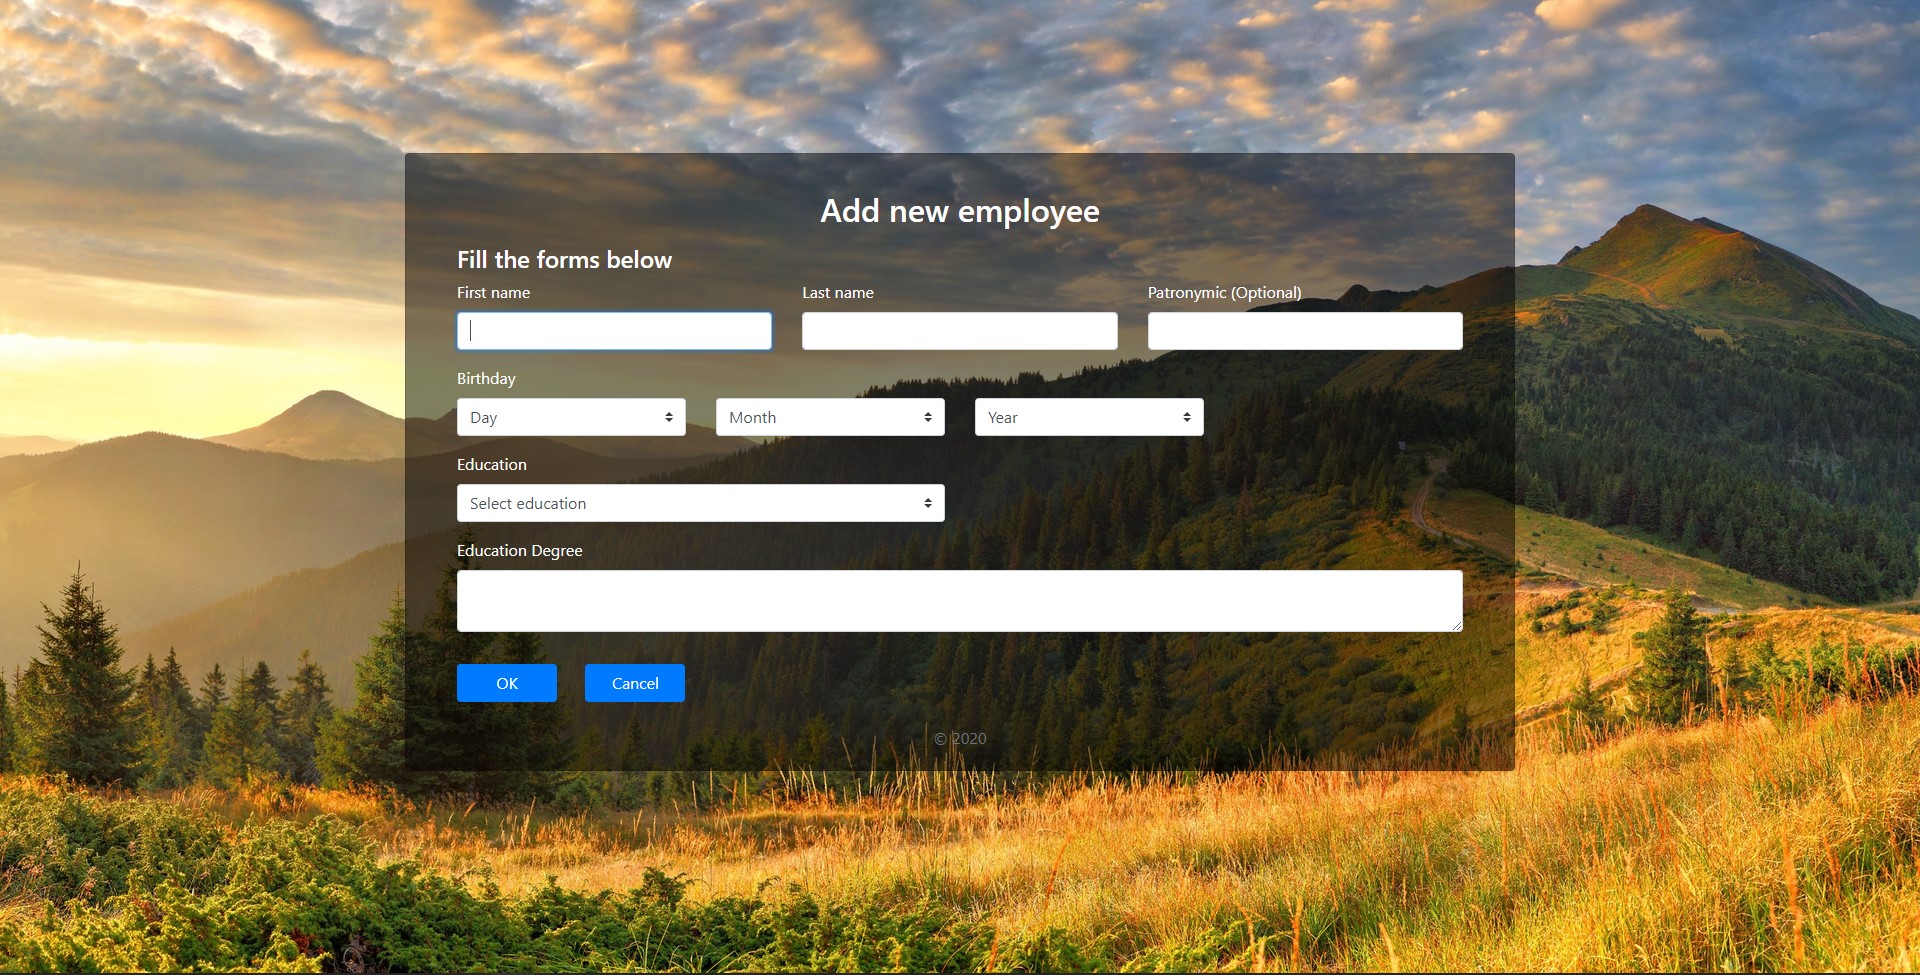 Add new employee
Fill the forms below
First name Last name Patronymic (Optional)
Birthday
Day Month Year
Education
Select education
Education Degree
OK Cancel
© 2020